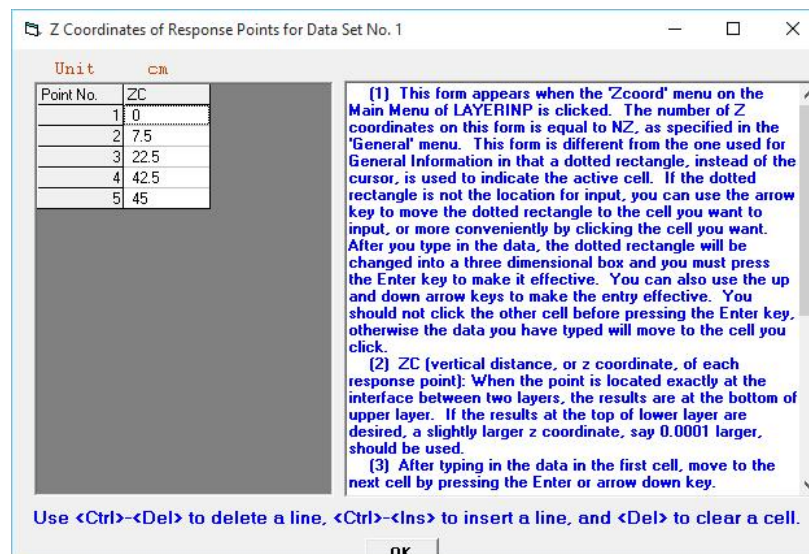 Z Coordinates of Response Points for Data Set No. 1
Unit cm
Point No. ZC
1 0
2 7.5
3 22.5
4 42.5
5 45
(1) This form appears when the 'Zcoord' menu on the
Main Menu of LAYERINP is clicked. The number of Z
coordinates on this form is equal to NZ, as specified in the
'General' menu. This form is different from the one used for
General Information in that a dotted rectangle, instead of the
cursor, is used to indicate the active cell. If the dotted
rectangle is not the location for input, you can use the arrow
key to move the dotted rectangle to the cell you want to
input, or more conveniently by clicking the cell you want.
After you type in the data, the dotted rectangle will be
changed into a three dimensional box and you must press
the Enter key to make it effective. You can also use the up
and down arrow keys to make the entry effective. You
should not click the other cell before pressing the Enter key,
otherwise the data you have typed will move to the cell you
click.
(2) ZC (vertical distance, or z coordinate, of each
response point): When the point is located exactly at the
interface between two layers, the results are at the bottom of
upper layer. If the results at the top of lower layer are
desired, a slightly larger z coordinate, say 0.0001 larger,
should be used.
(3) After typing in the data in the first cell, move to the
next cell by pressing the Enter or arrow down key.
Use <Ctrl>-<Del> to delete a line, <Ctrl>-<Ins> to insert a line, and <Del> to clear a cell.
OK